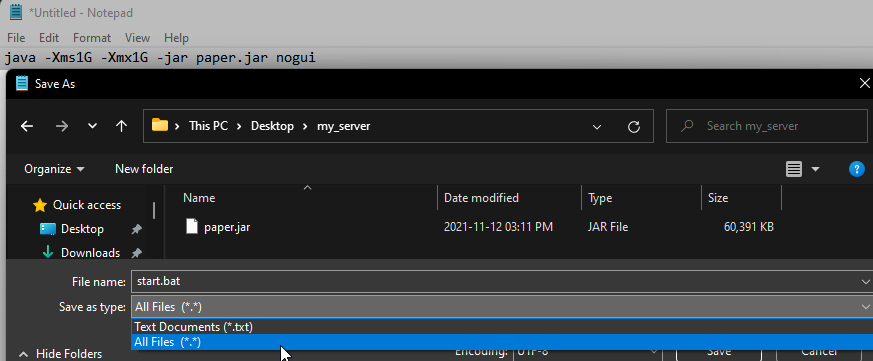 *Untitled - Notepad
File Edit Format View Help
java -Xms1G -Xmx1G -jar paper.jar nogui
Save As
This PC > Desktop > my_server
Search my_server
Organize New folder
Name Date modified Type Size
Quick access
Desktop
Downloads
paper.jar 2021-11-12 03:11 PM JAR File 60,391 KB
File name: start.bat
Save as type: All Files (*.*)
Text Documents (*.txt)
All Files (*.*)
Hide Folders Encoding: UTF-8 Save Cancel